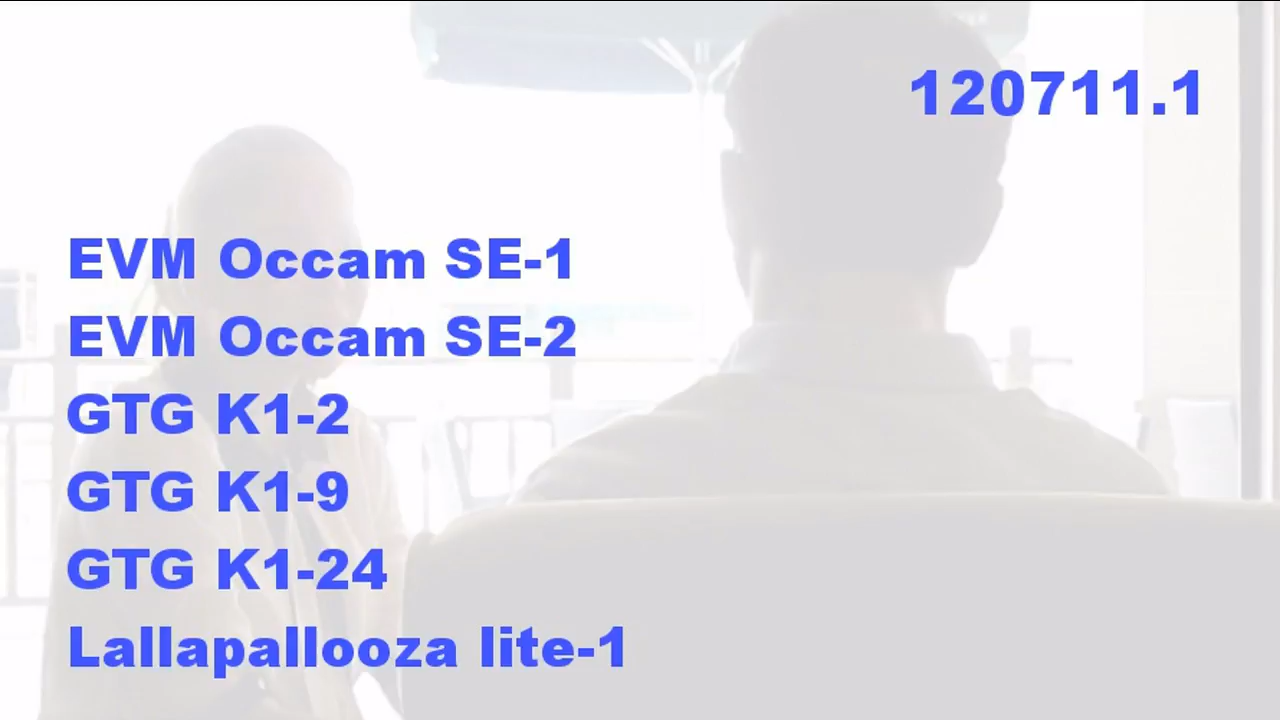 120711.1
EVM Occam SE-1
EVM Occam SE-2
GTG K1-2
GTG K1-9
GTG K1-24
Lallapallooza lite-1